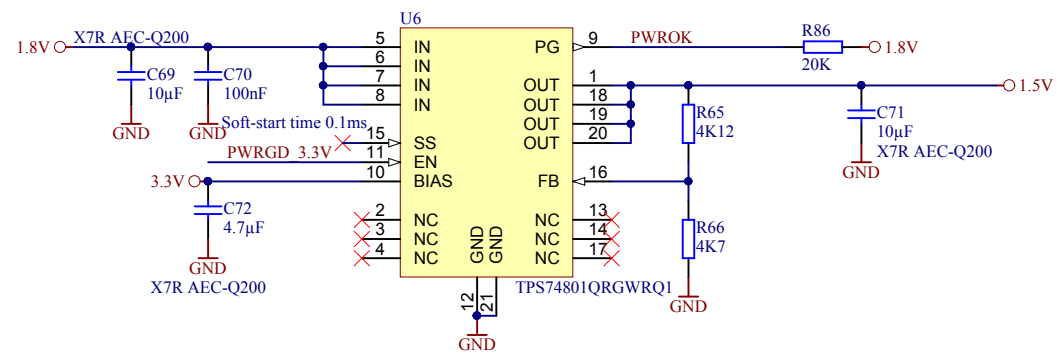 U6
X7R AEC-Q200
1.8V
5
IN
PG
9
PWROK
R86
20K
1.8V
6
IN
7
IN
8
IN
C69
10µF
GND
C70
100nF
GND
OUT
1
OUT
18
OUT
19
OUT
20
1.5V
R65
4K12
C71
10µF
X7R AEC-Q200
GND
Soft-start time 0.1ms
15
SS
PWRGD_3.3V
11
EN
3.3V
10
BIAS
FB
16
C72
4.7µF
GND
X7R AEC-Q200
2
NC
3
NC
4
NC
NC
13
NC
14
NC
17
R66
4K7
GND
GND
GND
12
21
GND
TPS74801QRGWRQ1